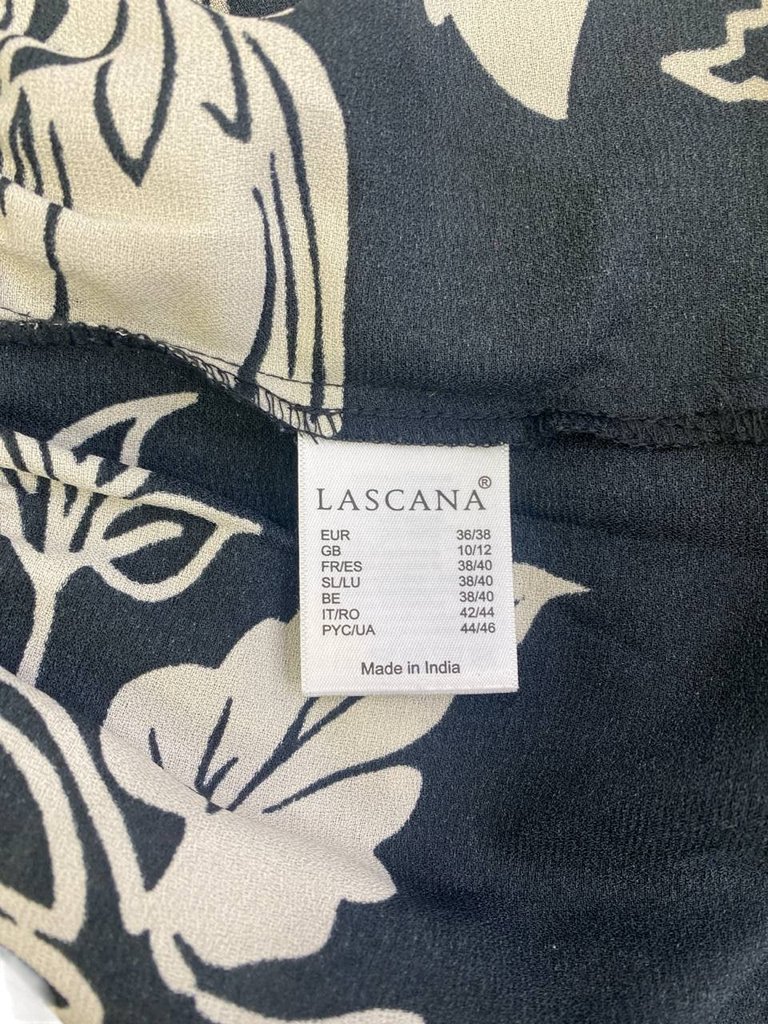 LASCANA®
EUR 36/38
GB 10/12
FR/ES 38/40
SL/LU 38/40
BE 38/40
IT/RO 42/44
PYC/UA 44/46
Made in India